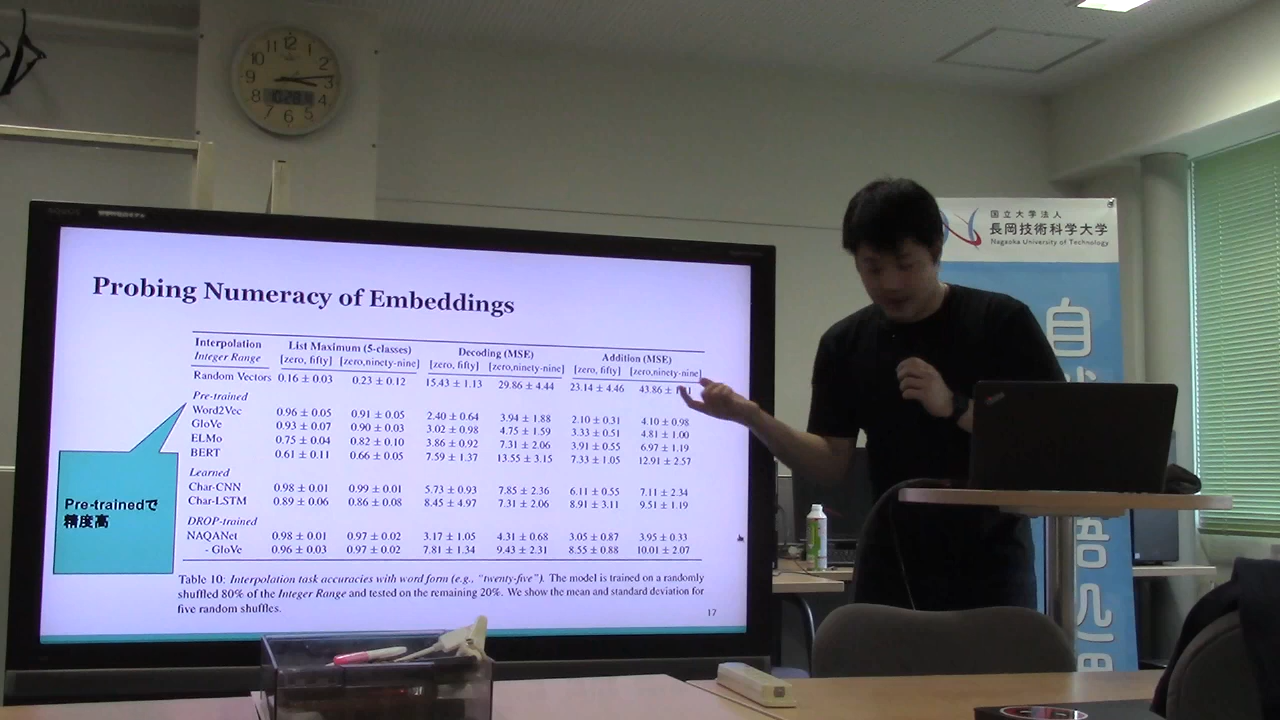 12
11
10
2
9
3
8
4
7
5
6
国立大学法人
長岡技術科学大学
Nagaoka University of Technology
自
語
処
Probing Numeracy of Embeddings
Interpolation List Maximum (5-classes) Decoding (MSE) Addition (MSE)
Integer Range [zero, fifty] [zero,ninety-nine] [zero, fifty] [zero,ninety-nine] [zero, fifty] [zero,ninety-nine]
Random Vectors 0.16 ± 0.03 0.23 ± 0.12 15.43 ± 1.13 29.86 ± 4.44 23.14 ± 4.46 43.86 ±
Pre-trained
Word2Vec 0.96 ± 0.05 0.91 ± 0.05 2.40 ± 0.64 3.94 ± 1.88 2.10 ± 0.31 4.10 ± 0.98
GloVe 0.93 ± 0.07 0.90 ± 0.03 3.02 ± 0.98 4.75 ± 1.59 3.33 ± 0.51 4.81 ± 1.00
ELMo 0.75 ± 0.04 0.82 ± 0.10 3.86 ± 0.92 7.31 ± 2.06 3.91 ± 0.55 6.97 ± 1.19
BERT 0.61 ± 0.11 0.66 ± 0.05 7.59 ± 1.37 13.55 ± 3.15 7.33 ± 1.05 12.91 ± 2.57
Learned
Char-CNN 0.98 ± 0.01 0.99 ± 0.01 5.73 ± 0.93 7.85 ± 2.36 6.11 ± 0.55 7.11 ± 2.34
Char-LSTM 0.89 ± 0.06 0.86 ± 0.08 8.45 ± 4.97 7.31 ± 2.06 8.91 ± 3.11 9.51 ± 1.19
DROP-trained
NAQANet 0.98 ± 0.01 0.97 ± 0.02 3.17 ± 1.05 4.31 ± 0.68 3.05 ± 0.87 3.95 ± 0.33
- GloVe 0.96 ± 0.03 0.97 ± 0.02 7.81 ± 1.34 9.43 ± 2.31 8.55 ± 0.88 10.01 ± 2.07
Pre-trainedで
精度高
Table 10: Interpolation task accuracies with word form (e.g., "twenty-five"). The model is trained on a randomly
shuffled 80% of the Integer Range and tested on the remaining 20%. We show the mean and standard deviation for
five random shuffles.
17